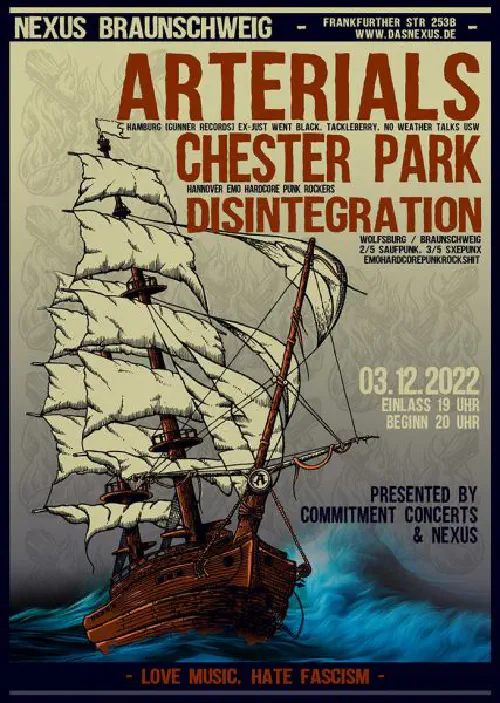 NEXUS BRAUNSCHWEIG - FRANKFURTHER STR 253B -
WWW.DASNEXUS.DE
ARTERIALS
HAMBURG [GUNNER RECORDS] EX-JUST WENT BLACK, TACKLEBERRY, NO WEATHER TALKS USW
CHESTER PARK
HANNOVER EMO HARDCORE PUNK ROCKERS
DISINTEGRATION
WOLFSBURG / BRAUNSCHWEIG
2/5 SAUFPUNK, 3/5 SXEPUNX
EMOHARDCOREPUNKROCKSHIT
03.12.2022
EINLASS 19 UHR
BEGINN 20 UHR
PRESENTED BY
COMMITMENT CONCERTS
& NEXUS
- LOVE MUSIC, HATE FASCISM -